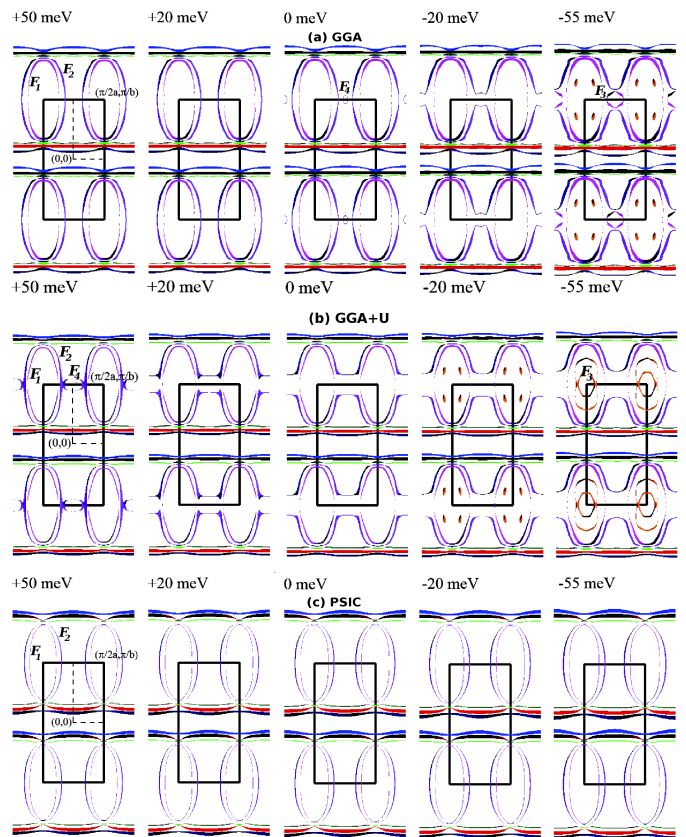 +50 meV +20 meV 0 meV -20 meV -55 meV
(a) GGA
F1 F2 (π/2a,π/b) F4 F3
(0,0)
+50 meV +20 meV 0 meV -20 meV -55 meV
(b) GGA+U
F2
F1 F4 (π/2a,π/b) F3
(0,0)
+50 meV +20 meV 0 meV -20 meV -55 meV
(c) PSIC
F1 F2 (π/2a,π/b)
(0,0)